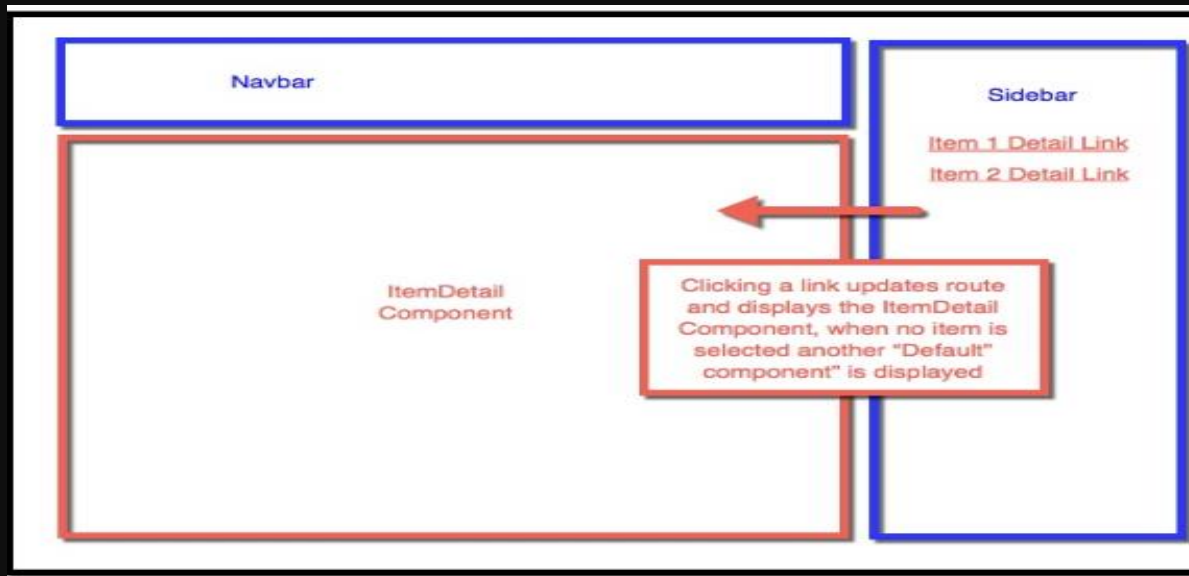 Navbar
Sidebar
Item 1 Detail Link
Item 2 Detail Link
ItemDetail
Component
Clicking a link updates route
and displays the ItemDetail
Component, when no item is
selected another "Default"
component" is displayed